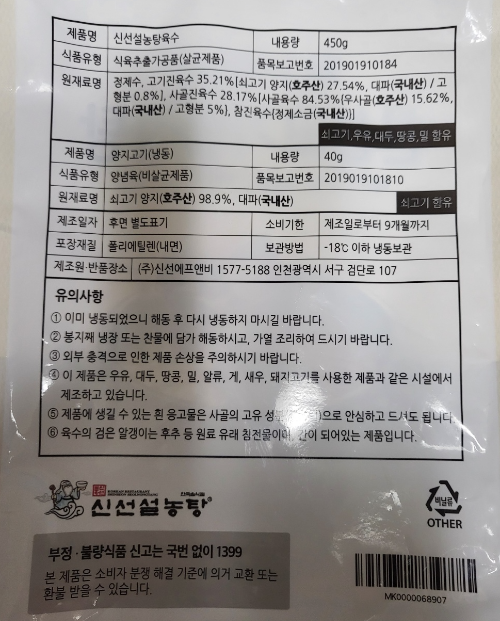 제품명 신선설농탕육수 내용량 450g
식품유형 식육추출가공품(살균제품) 품목보고번호 201901910184
원재료명 정제수, 고기진육수 35.21%[쇠고기 양지(호주산) 27.54%, 대파(국내산) / 고
형분 0.8%], 사골진육수 28.17%[사골육수 84.53%{우사골(호주산) 15.62%,
대파(국내산) / 고형분 5%}, 참진육수{정제소금(국내산)}]
쇠고기,우유,대두,땅콩,밀 함유
제품명 양지고기(냉동) 내용량 40g
식품유형 양념육(비살균제품) 품목보고번호 2019019101810
원재료명 쇠고기 양지(호주산) 98.9%, 대파(국내산) 쇠고기 함유
제조일자 후면 별도표기 소비기한 제조일로부터 9개월까지
포장재질 폴리에틸렌(내면) 보관방법 -18℃ 이하 냉동보관
제조원·반품장소 (주)신선에프앤비 1577-5188 인천광역시 서구 검단로 107
유의사항
① 이미 냉동되었으니 해동 후 다시 냉동하지 마시길 바랍니다.
② 봉지째 냉장 또는 찬물에 담가 해동하시고, 가열 조리하여 드시기 바랍니다.
③ 외부 충격으로 인한 제품 손상을 주의하시기 바랍니다.
④ 이 제품은 우유, 대두, 땅콩, 밀, 알류, 게, 새우, 돼지고기를 사용한 제품과 같은 시설에서
제조하고 있습니다.
⑤ 제품에 생길 수 있는 흰 응고물은 사골의 고유 으로 안심하고 드셔도 됩니다.
⑥ 육수의 검은 알갱이는 후추 등 원료 유래 침전물이며, 간이 되어있는 제품입니다.
신선설농탕
비닐류
OTHER
부정·불량식품 신고는 국번 없이 1399
본 제품은 소비자 분쟁 해결 기준에 의거 교환 또는
환불 받을 수 있습니다.
MK0000068907